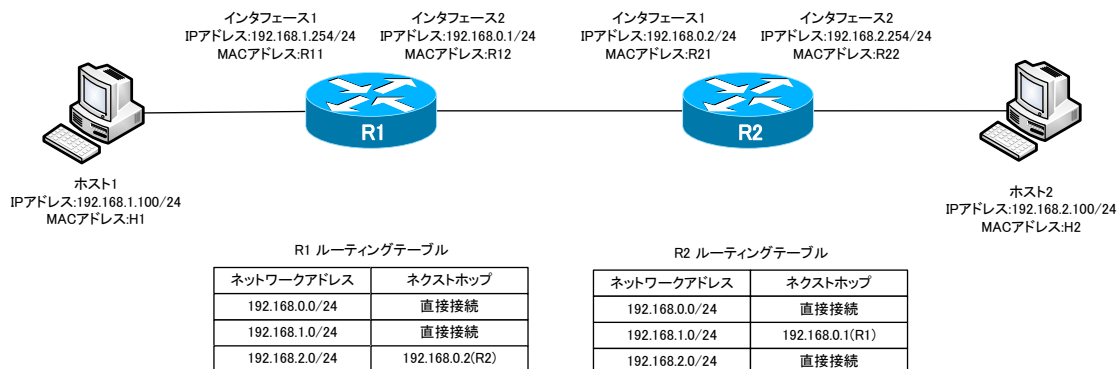 インタフェース1
IPアドレス:192.168.1.254/24
MACアドレス:R11
インタフェース2
IPアドレス:192.168.0.1/24
MACアドレス:R12
インタフェース1
IPアドレス:192.168.0.2/24
MACアドレス:R21
インタフェース2
IPアドレス:192.168.2.254/24
MACアドレス:R22
R1
R2
ホスト1
IPアドレス:192.168.1.100/24
MACアドレス:H1
ホスト2
IPアドレス:192.168.2.100/24
MACアドレス:H2
R1 ルーティングテーブル
ネットワークアドレス ネクストホップ
192.168.0.0/24 直接接続
192.168.1.0/24 直接接続
192.168.2.0/24 192.168.0.2(R2)
R2 ルーティングテーブル
ネットワークアドレス ネクストホップ
192.168.0.0/24 直接接続
192.168.1.0/24 192.168.0.1(R1)
192.168.2.0/24 直接接続